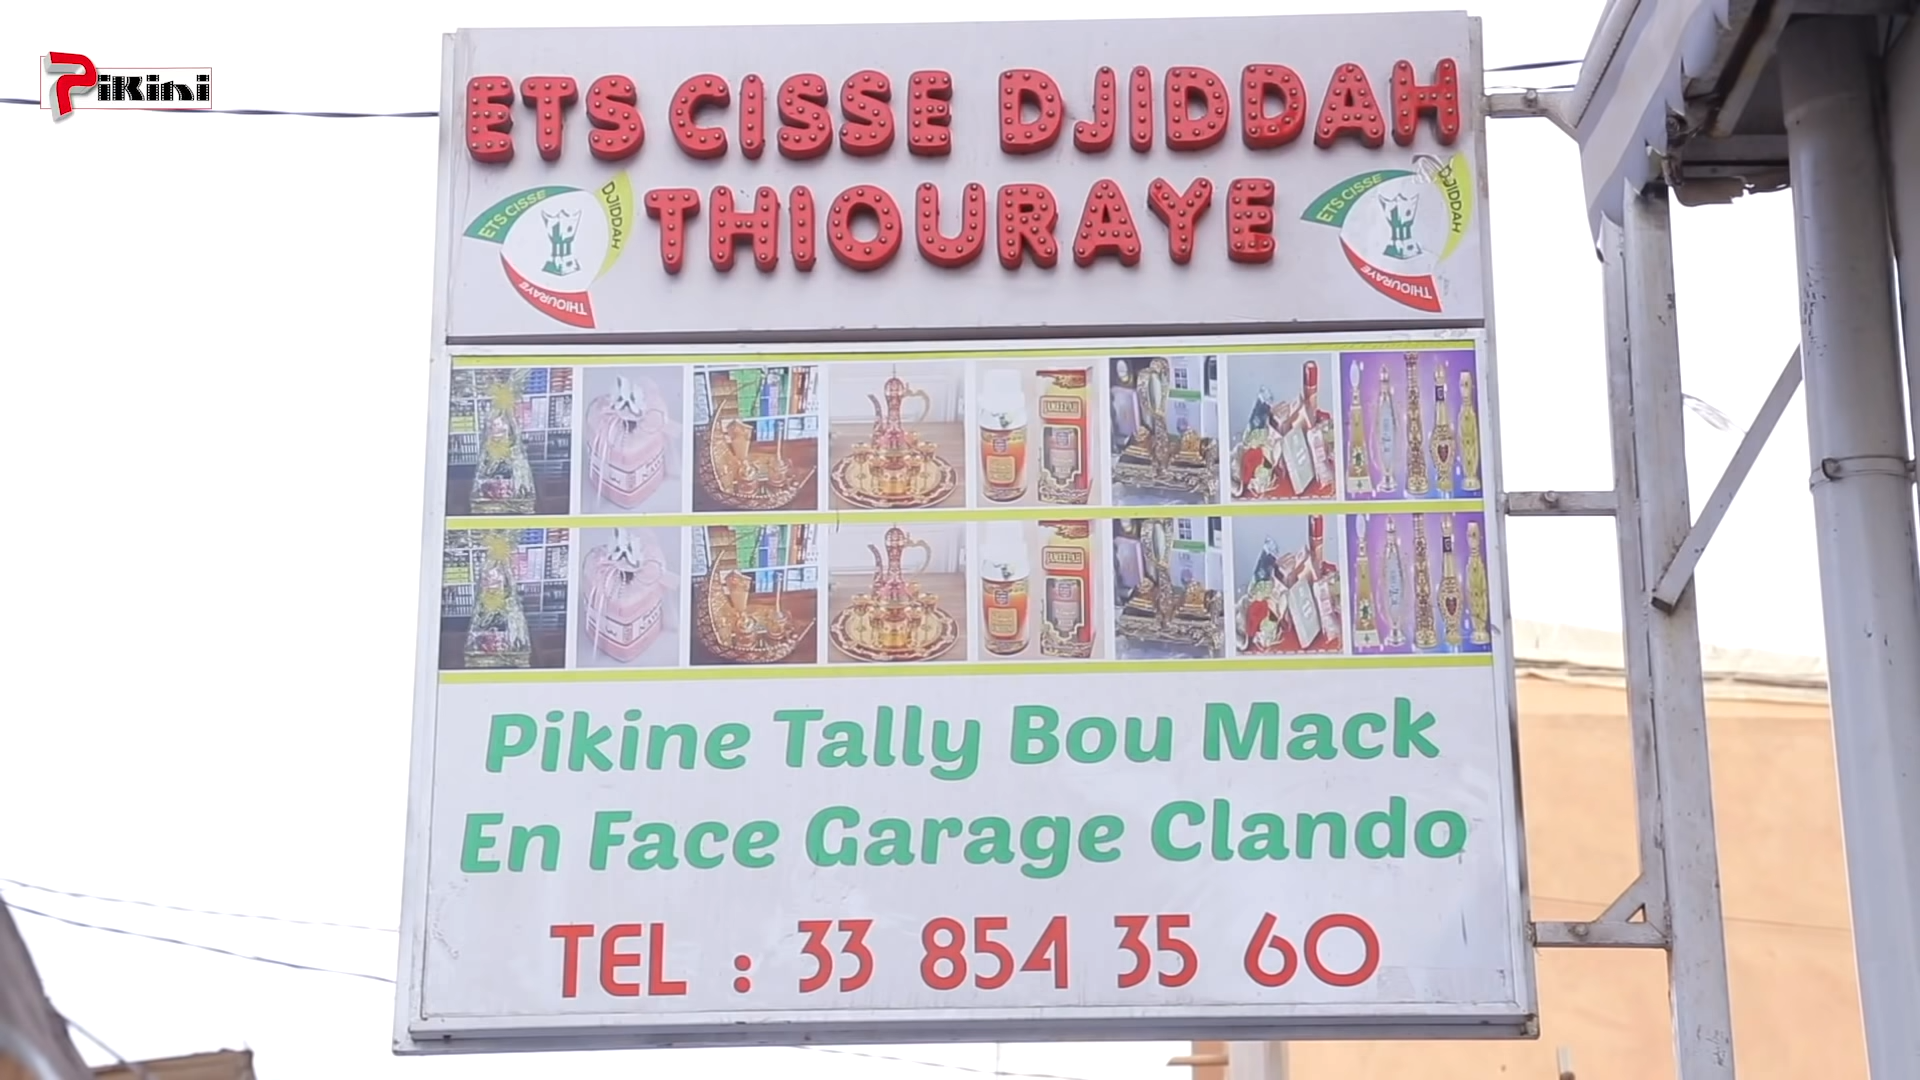 Pikini
ETS CISSE DJIDDAH
THIOURAYE
ETS CISSE
DJIDDAH
THIOURAYE
ETS CISSE
DJIDDAH
THIOURAYE
Pikine Tally Bou Mack
En Face Garage Clando
TEL : 33 854 35 60